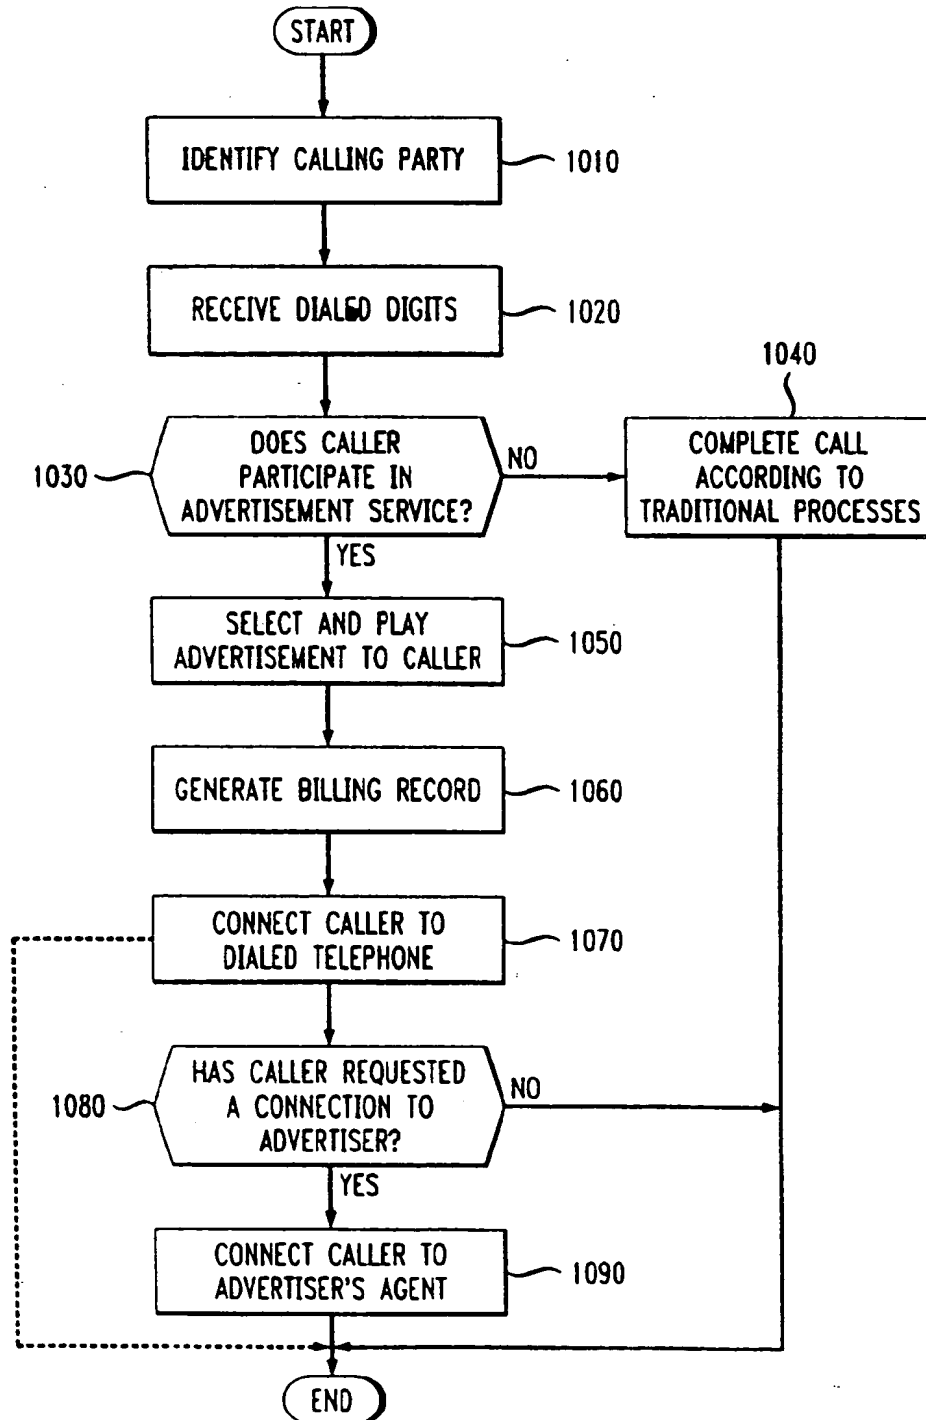 START
IDENTIFY CALLING PARTY
1010
RECEIVE DIALED DIGITS
1020
1040
DOES CALLER
PARTICIPATE IN
ADVERTISEMENT SERVICE?
1030
NO
COMPLETE CALL
ACCORDING TO
TRADITIONAL PROCESSES
YES
SELECT AND PLAY
ADVERTISEMENT TO CALLER
1050
GENERATE BILLING RECORD
1060
CONNECT CALLER TO
DIALED TELEPHONE
1070
HAS CALLER REQUESTED
A CONNECTION TO
ADVERTISER?
1080
NO
YES
CONNECT CALLER TO
ADVERTISER'S AGENT
1090
END